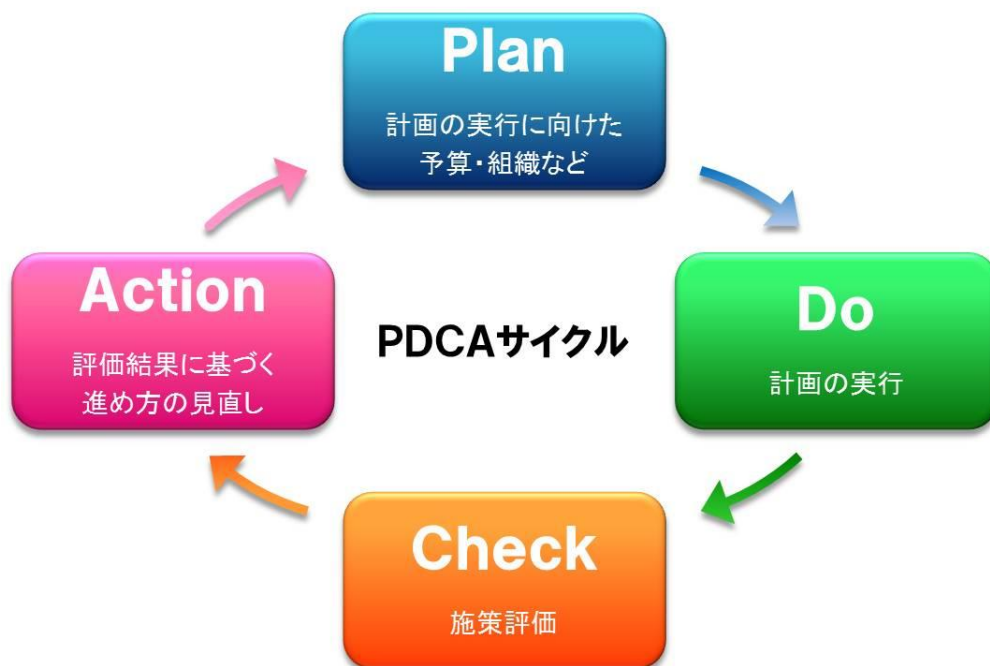 Plan
計画の実行に向けた
予算・組織など
Action
評価結果に基づく
進め方の見直し
PDCAサイクル
Do
計画の実行
Check
施策評価